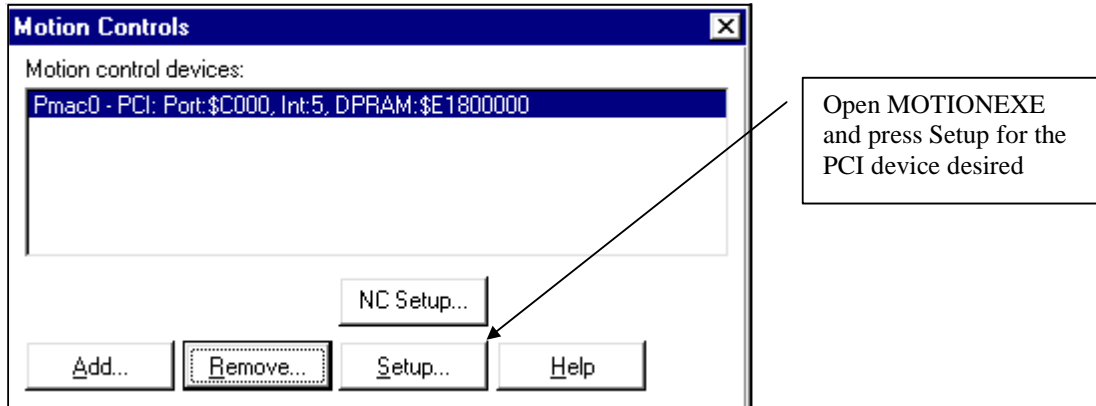 Motion Controls
Motion control devices:
Pmac0 - PCI: Port:$C000, Int:5, DPRAM:$E1800000
Open MOTIONEXE
and press Setup for the
PCI device desired
NC Setup...
Add...
Remove...
Setup...
Help